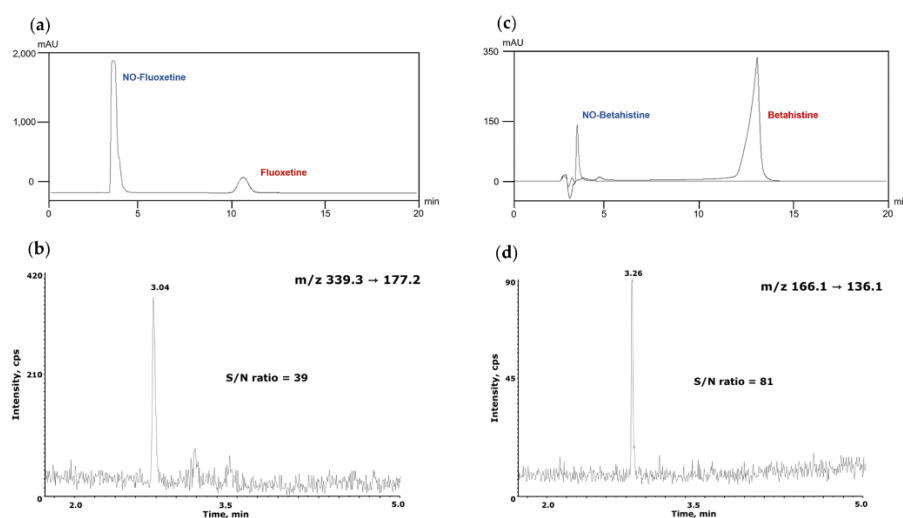 (a)
mAU
2,000
NO-Fluoxetine
1,000
Fluoxetine
0
min
0
5
10
15
20
(c)
mAU
350
NO-Betahistine
Betahistine
150
0
min
0
5
10
15
20
(b)
420
3.04
m/z 339.3 → 177.2
210
S/N ratio = 39
Intensity, cps
0
2.0
3.5
5.0
Time, min
(d)
90
3.26
m/z 166.1 → 136.1
45
S/N ratio = 81
Intensity, cps
0
2.0
3.5
5.0
Time, min